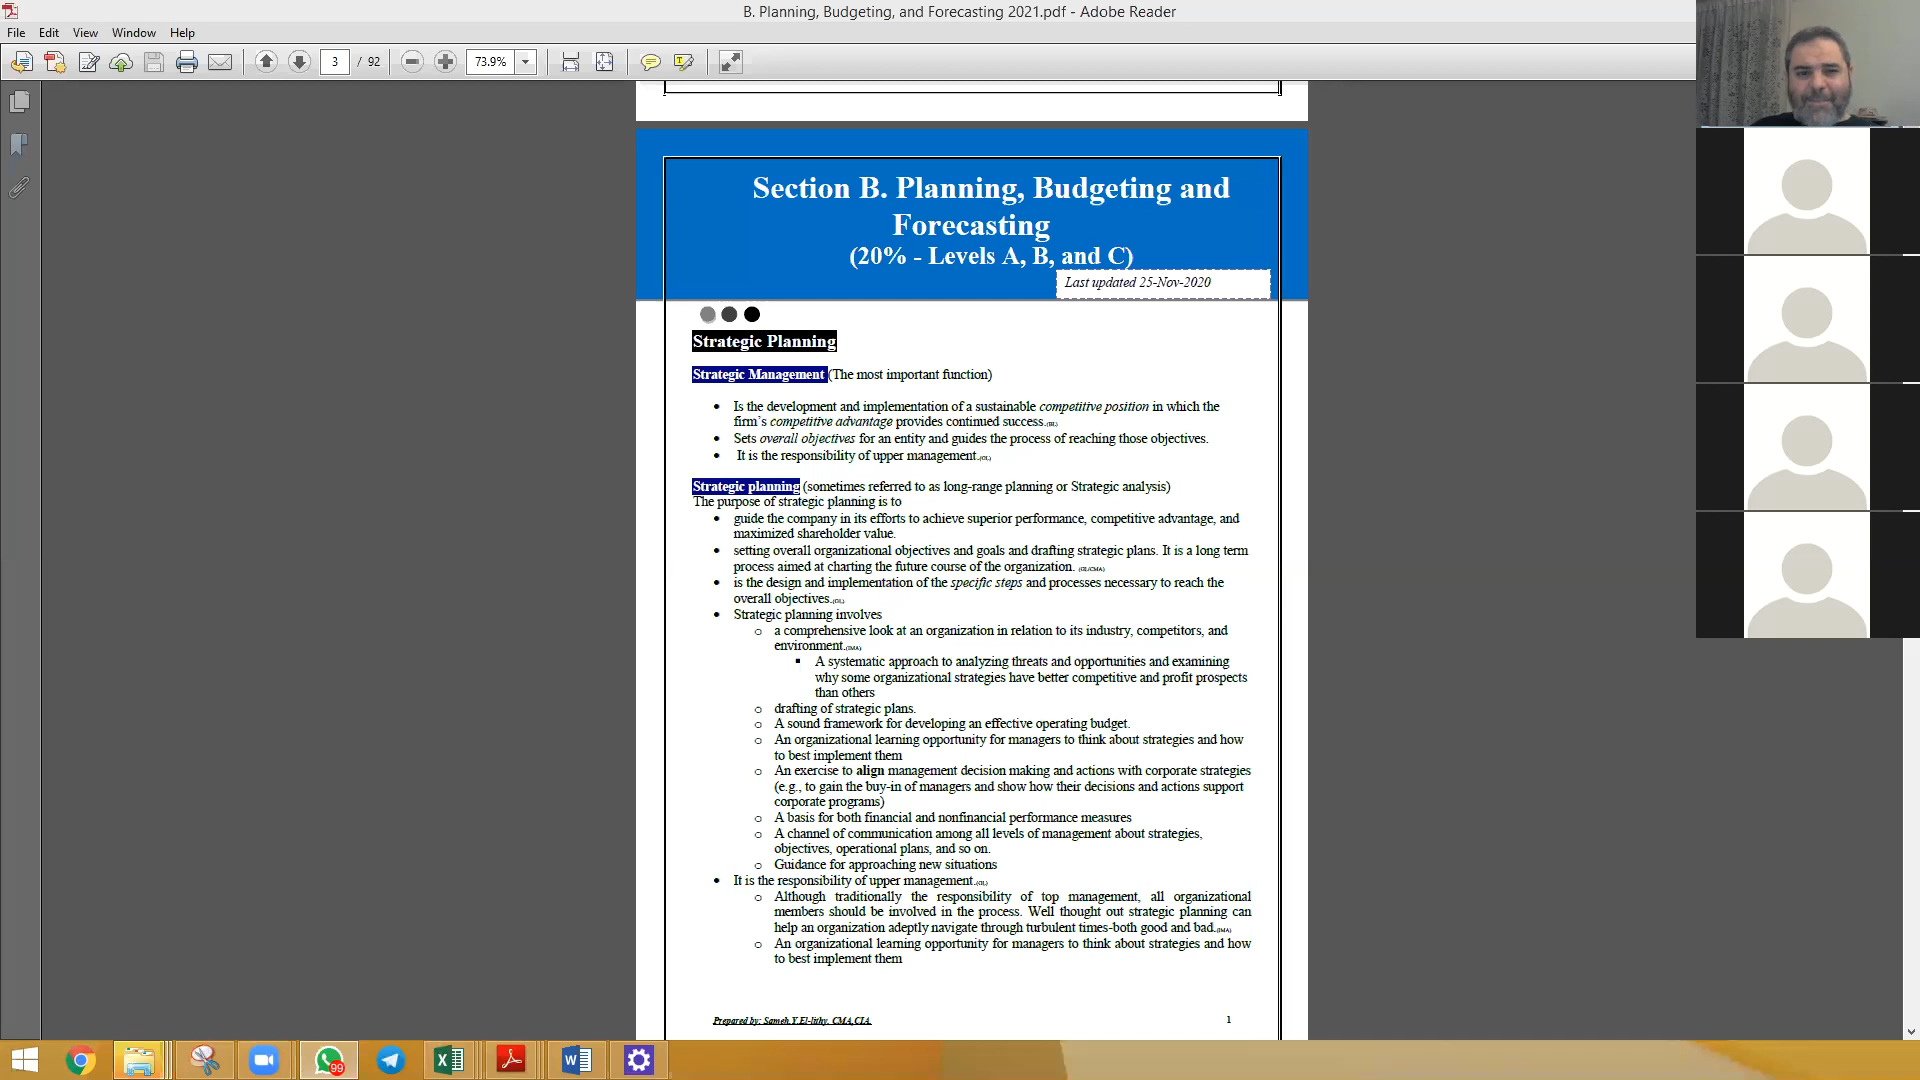 B. Planning, Budgeting, and Forecasting 2021.pdf - Adobe Reader
File Edit View Window Help
3 / 92 73.9%
Section B. Planning, Budgeting and
Forecasting
(20% - Levels A, B, and C)
Last updated 25-Nov-2020
Strategic Planning
Strategic Management (The most important function)
• Is the development and implementation of a sustainable competitive position in which the
firm's competitive advantage provides continued success.
• Sets overall objectives for an entity and guides the process of reaching those objectives.
• It is the responsibility of upper management.(GL)
Strategic planning (sometimes referred to as long-range planning or Strategic analysis)
The purpose of strategic planning is to
• guide the company in its efforts to achieve superior performance, competitive advantage, and
maximized shareholder value.
• setting overall organizational objectives and goals and drafting strategic plans. It is a long term
process aimed at charting the future course of the organization. (GL/CMA)
• is the design and implementation of the specific steps and processes necessary to reach the
overall objectives.(GL)
• Strategic planning involves
o a comprehensive look at an organization in relation to its industry, competitors, and
environment.(IMA)
▪ A systematic approach to analyzing threats and opportunities and examining
why some organizational strategies have better competitive and profit prospects
than others
o drafting of strategic plans.
o A sound framework for developing an effective operating budget.
o An organizational learning opportunity for managers to think about strategies and how
to best implement them
o An exercise to align management decision making and actions with corporate strategies
(e.g., to gain the buy-in of managers and show how their decisions and actions support
corporate programs)
o A basis for both financial and nonfinancial performance measures
o A channel of communication among all levels of management about strategies,
objectives, operational plans, and so on.
o Guidance for approaching new situations
• It is the responsibility of upper management.(GL)
o Although traditionally the responsibility of top management, all organizational
members should be involved in the process. Well thought out strategic planning can
help an organization adeptly navigate through turbulent times-both good and bad.(IMA)
o An organizational learning opportunity for managers to think about strategies and how
to best implement them
Prepared by: Sameh.Y.El-lithy. CMA,CIA. 1
99